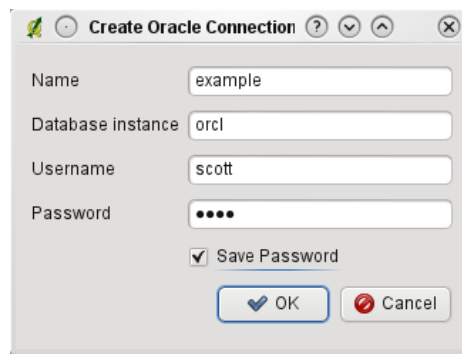 Create Oracle Connection
Name
example
Database instance
orcl
Username
scott
Password
••••
Save Password
OK
Cancel